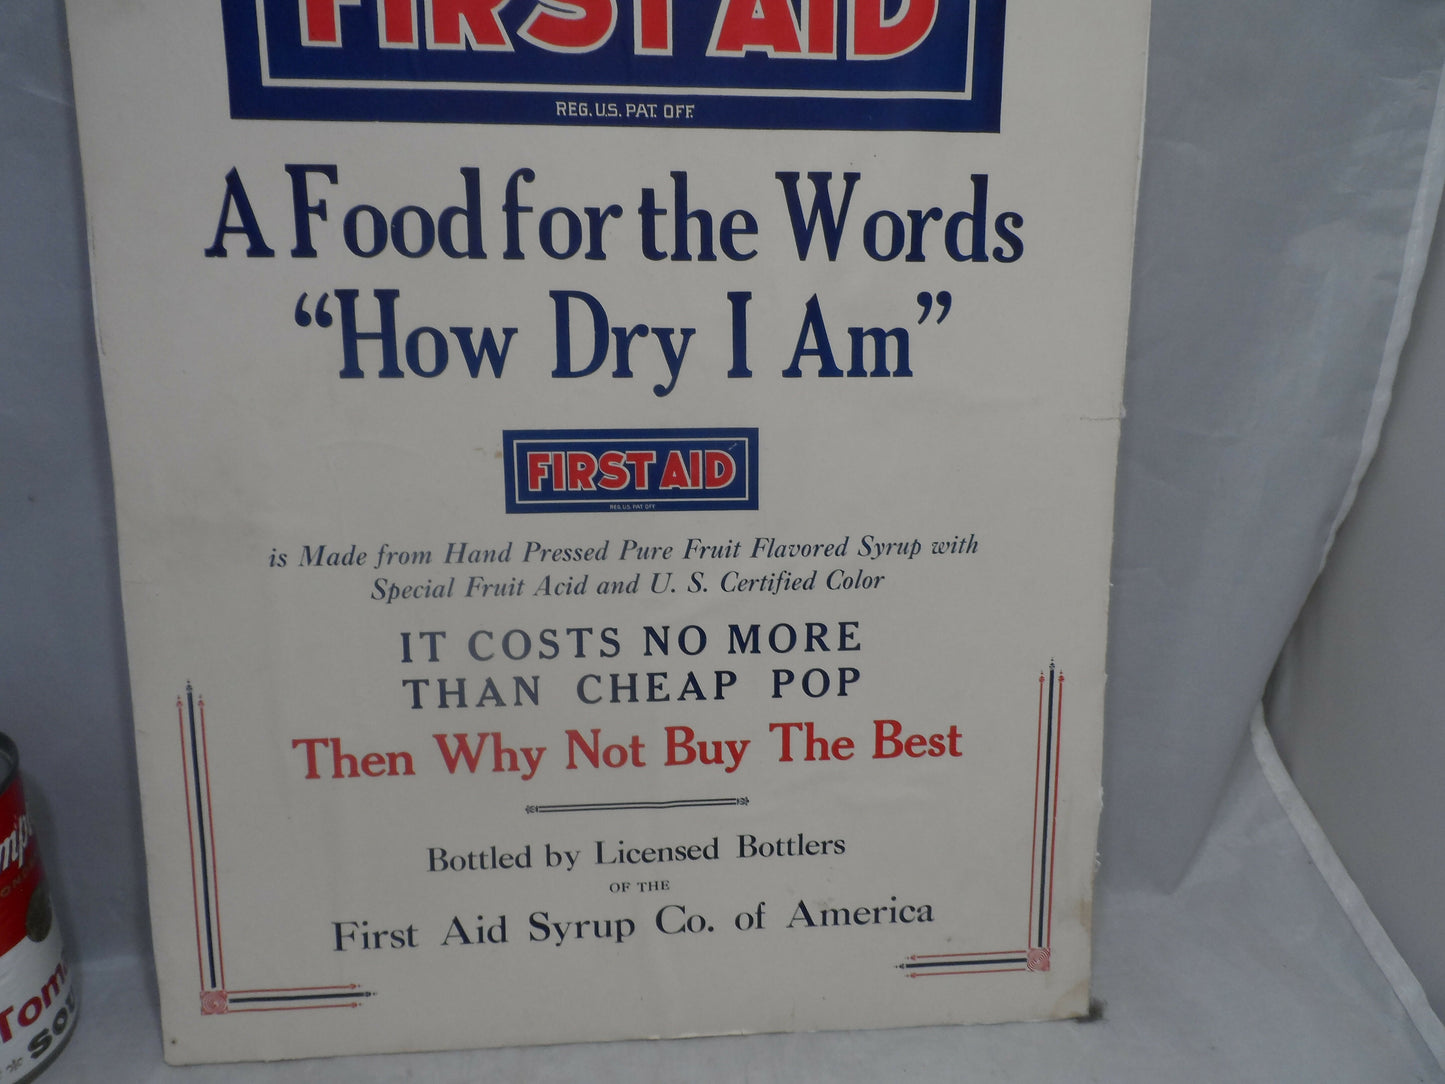 FIRST AID
REG. U.S. PAT. OFF.
A Food for the Words
"How Dry I Am"
FIRST AID
REG. U.S. PAT. OFF.
is Made from Hand Pressed Pure Fruit Flavored Syrup with
Special Fruit Acid and U. S. Certified Color
IT COSTS NO MORE
THAN CHEAP POP
Then Why Not Buy The Best
Bottled by Licensed Bottlers
OF THE
First Aid Syrup Co. of America